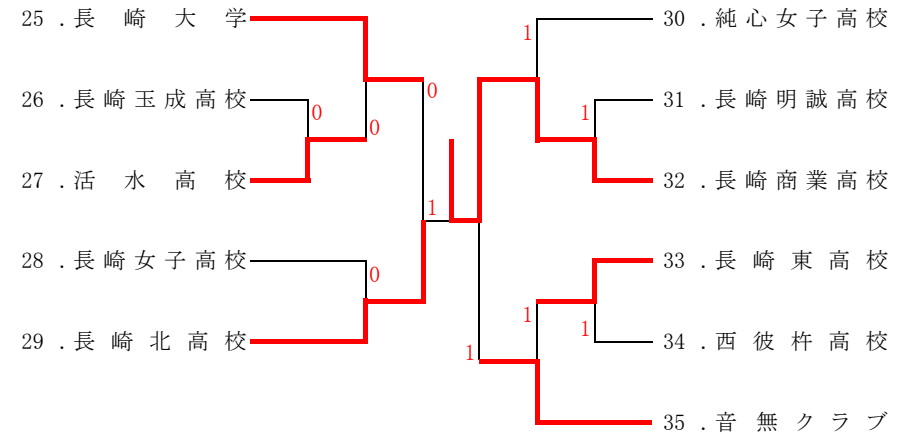 25 .長崎大学
26 .長崎玉成高校
27 .活水高校
28 .長崎女子高校
29 .長崎北高校
0
0
0
0
1
1
1
1
1
1
30 .純心女子高校
31 .長崎明誠高校
32 .長崎商業高校
33 .長崎東高校
34 .西彼杵高校
35 .音無クラブ